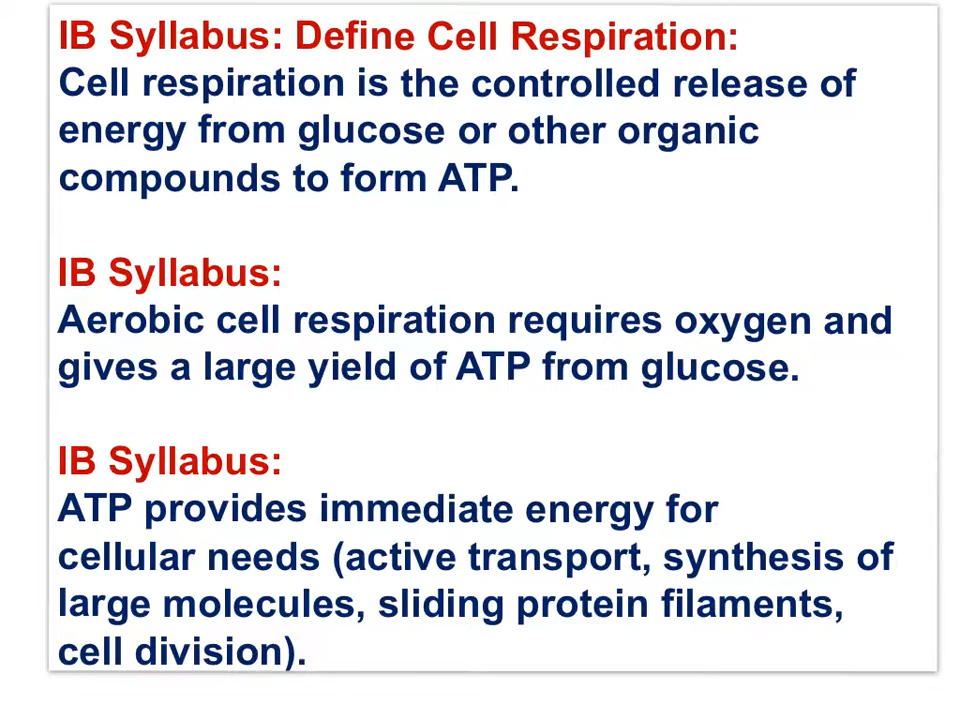 IB Syllabus: Define Cell Respiration:
Cell respiration is the controlled release of
energy from glucose or other organic
compounds to form ATP.
IB Syllabus:
Aerobic cell respiration requires oxygen and
gives a large yield of ATP from glucose.
IB Syllabus:
ATP provides immediate energy for
cellular needs (active transport, synthesis of
large molecules, sliding protein filaments,
cell division).